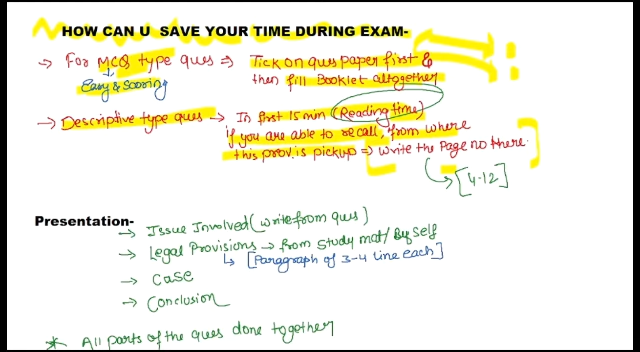 HOW CAN U SAVE YOUR TIME DURING EXAM-
→ For MCQ type ques ⇒ Tick on ques paper first &
↓
Easy & Scoring
then fill Booklet altogether
→ Descriptive type ques → In first 15 min (Reading time)
if you are able to recall, from where
this prov. is pickup ⇒ [write the Page no there.]
↳ [4-12]
Presentation-
→ Issue Involved (write from ques)
→ Legal Provisions → from study mat/ By self
↳ [Paragraph of 3-4 line each]
→ Case
→ Conclusion
* All parts of the ques done together